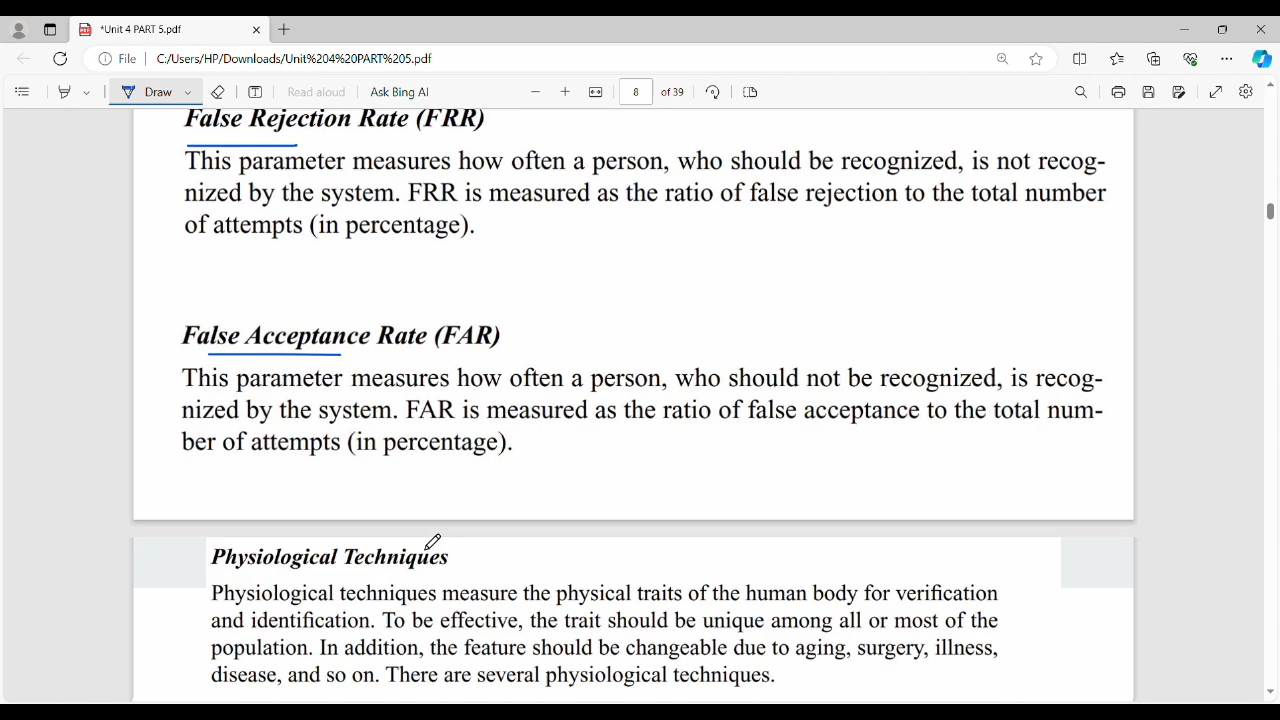 *Unit 4 PART 5.pdf
File C:/Users/HP/Downloads/Unit%204%20PART%205.pdf
Draw Read aloud Ask Bing AI 8 of 39
False Rejection Rate (FRR)
This parameter measures how often a person, who should be recognized, is not recog-
nized by the system. FRR is measured as the ratio of false rejection to the total number
of attempts (in percentage).
False Acceptance Rate (FAR)
This parameter measures how often a person, who should not be recognized, is recog-
nized by the system. FAR is measured as the ratio of false acceptance to the total num-
ber of attempts (in percentage).
Physiological Techniques
Physiological techniques measure the physical traits of the human body for verification
and identification. To be effective, the trait should be unique among all or most of the
population. In addition, the feature should be changeable due to aging, surgery, illness,
disease, and so on. There are several physiological techniques.